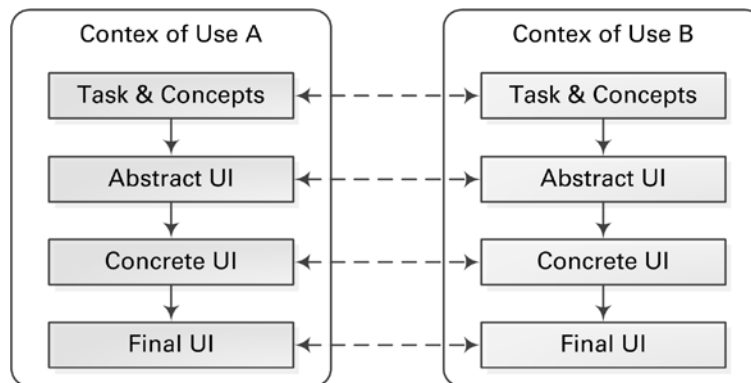 Contex of Use A
Task & Concepts
Abstract UI
Concrete UI
Final UI
Contex of Use B
Task & Concepts
Abstract UI
Concrete UI
Final UI